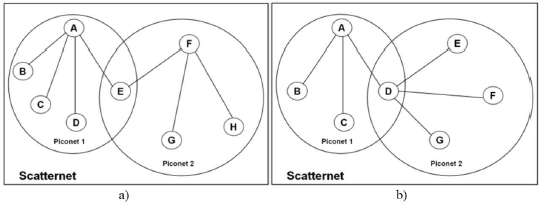 A
B
C
D
E
Piconet 1
F
G
H
Piconet 2
Scatternet
a)
A
B
C
D
Piconet 1
E
F
G
Piconet 2
Scatternet
b)